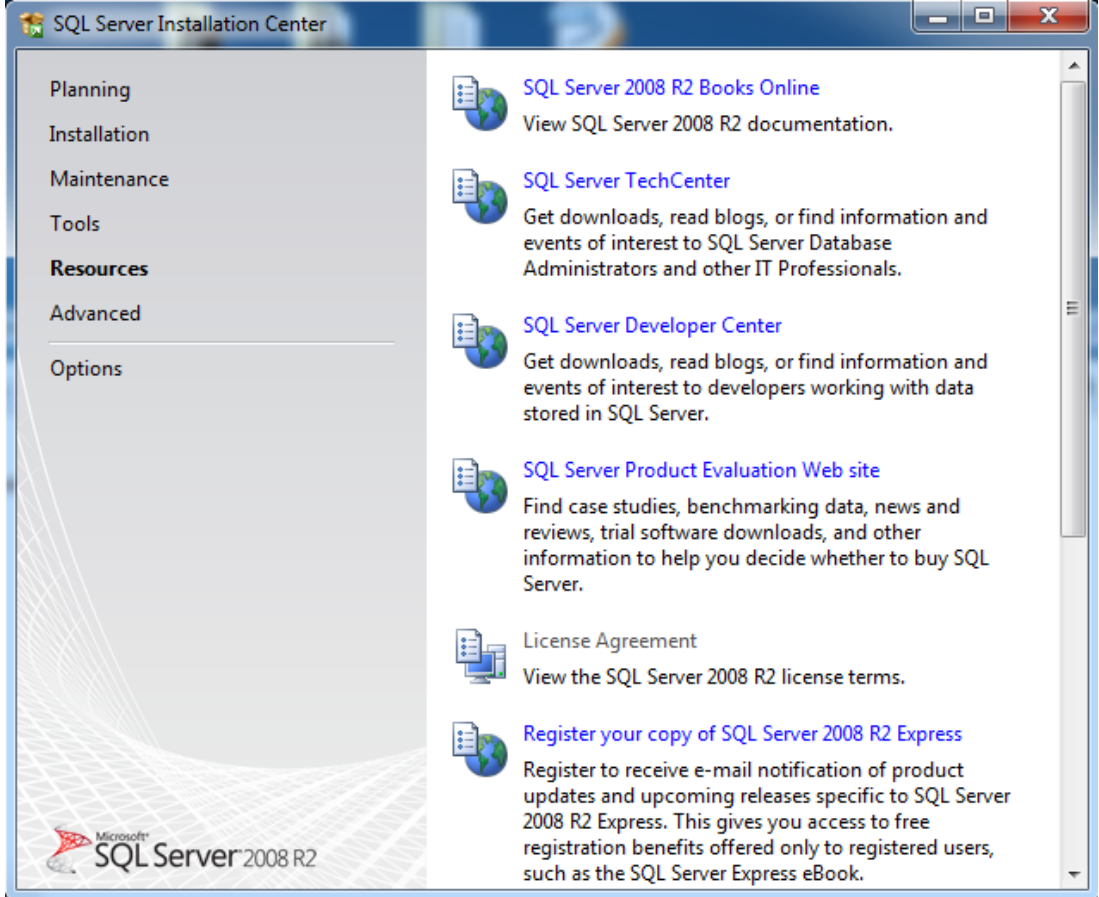 SQL Server Installation Center
Planning
Installation
Maintenance
Tools
Resources
Advanced
Options
Microsoft®
SQL Server® 2008 R2
SQL Server 2008 R2 Books Online
View SQL Server 2008 R2 documentation.
SQL Server TechCenter
Get downloads, read blogs, or find information and
events of interest to SQL Server Database
Administrators and other IT Professionals.
SQL Server Developer Center
Get downloads, read blogs, or find information and
events of interest to developers working with data
stored in SQL Server.
SQL Server Product Evaluation Web site
Find case studies, benchmarking data, news and
reviews, trial software downloads, and other
information to help you decide whether to buy SQL
Server.
License Agreement
View the SQL Server 2008 R2 license terms.
Register your copy of SQL Server 2008 R2 Express
Register to receive e-mail notification of product
updates and upcoming releases specific to SQL Server
2008 R2 Express. This gives you access to free
registration benefits offered only to registered users,
such as the SQL Server Express eBook.